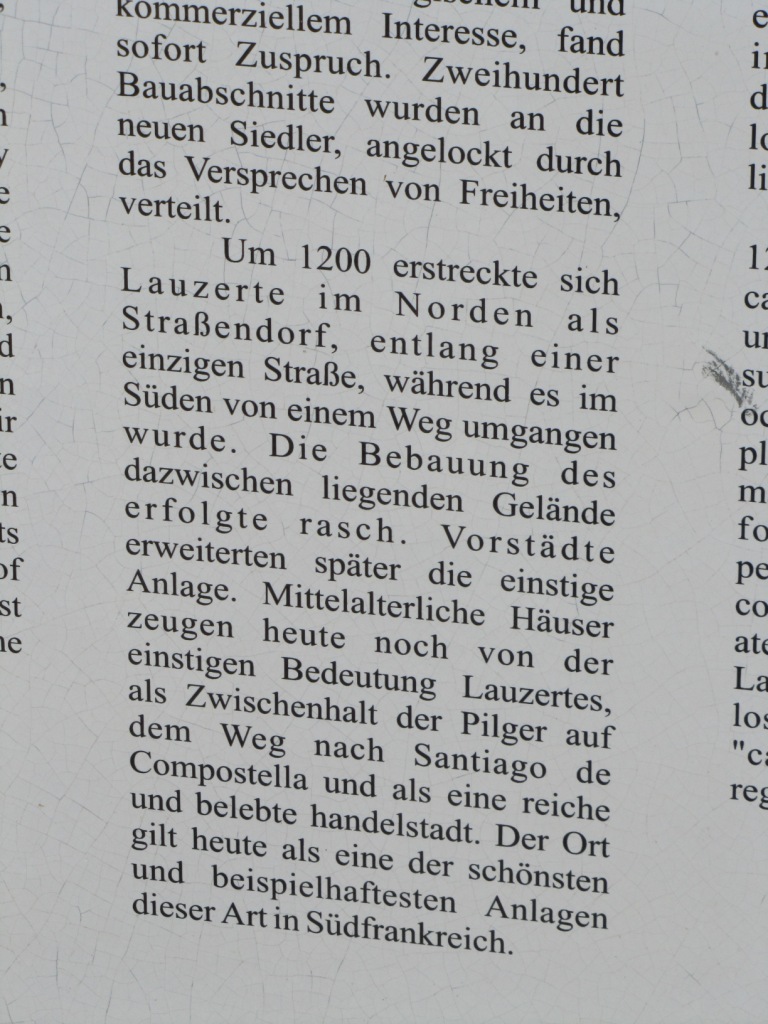 und
kommerziellem Interesse, fand
sofort Zuspruch. Zweihundert
Bauabschnitte wurden an die
neuen Siedler, angelockt durch
das Versprechen von Freiheiten,
verteilt.
Um 1200 erstreckte sich
Lauzerte im Norden als
Straßendorf, entlang einer
einzigen Straße, während es im
Süden von einem Weg umgangen
wurde. Die Bebauung des
dazwischen liegenden Gelände
erfolgte rasch. Vorstädte
erweiterten später die einstige
Anlage. Mittelalterliche Häuser
zeugen heute noch von der
einstigen Bedeutung Lauzertes,
als Zwischenhalt der Pilger auf
dem Weg nach Santiago de
Compostella und als eine reiche
und belebte handelstadt. Der Ort
gilt heute als eine der schönsten
und beispielhaftesten Anlagen
dieser Art in Südfrankreich.